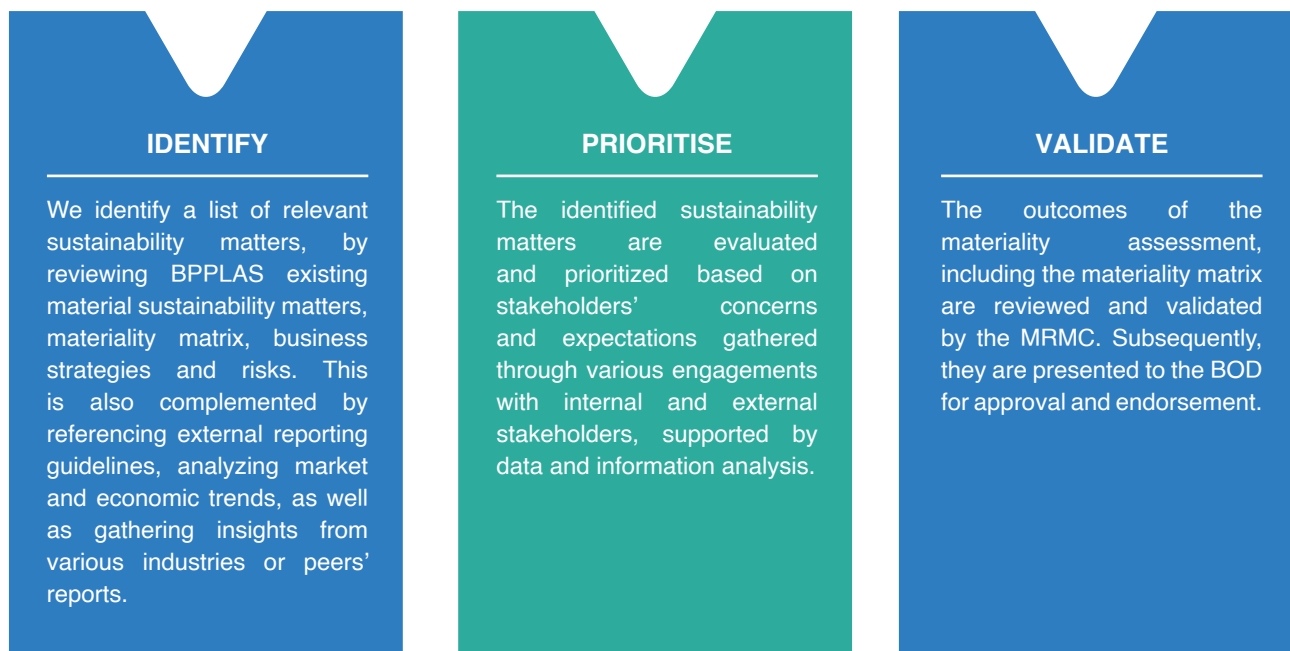 IDENTIFY
We identify a list of relevant
sustainability matters, by
reviewing BPPLAS existing
material sustainability matters,
materiality matrix, business
strategies and risks. This
is also complemented by
referencing external reporting
guidelines, analyzing market
and economic trends, as well
as gathering insights from
various industries or peers’
reports.
PRIORITISE
The identified sustainability
matters are evaluated
and prioritized based on
stakeholders’ concerns
and expectations gathered
through various engagements
with internal and external
stakeholders, supported by
data and information analysis.
VALIDATE
The outcomes of the
materiality assessment,
including the materiality matrix
are reviewed and validated
by the MRMC. Subsequently,
they are presented to the BOD
for approval and endorsement.